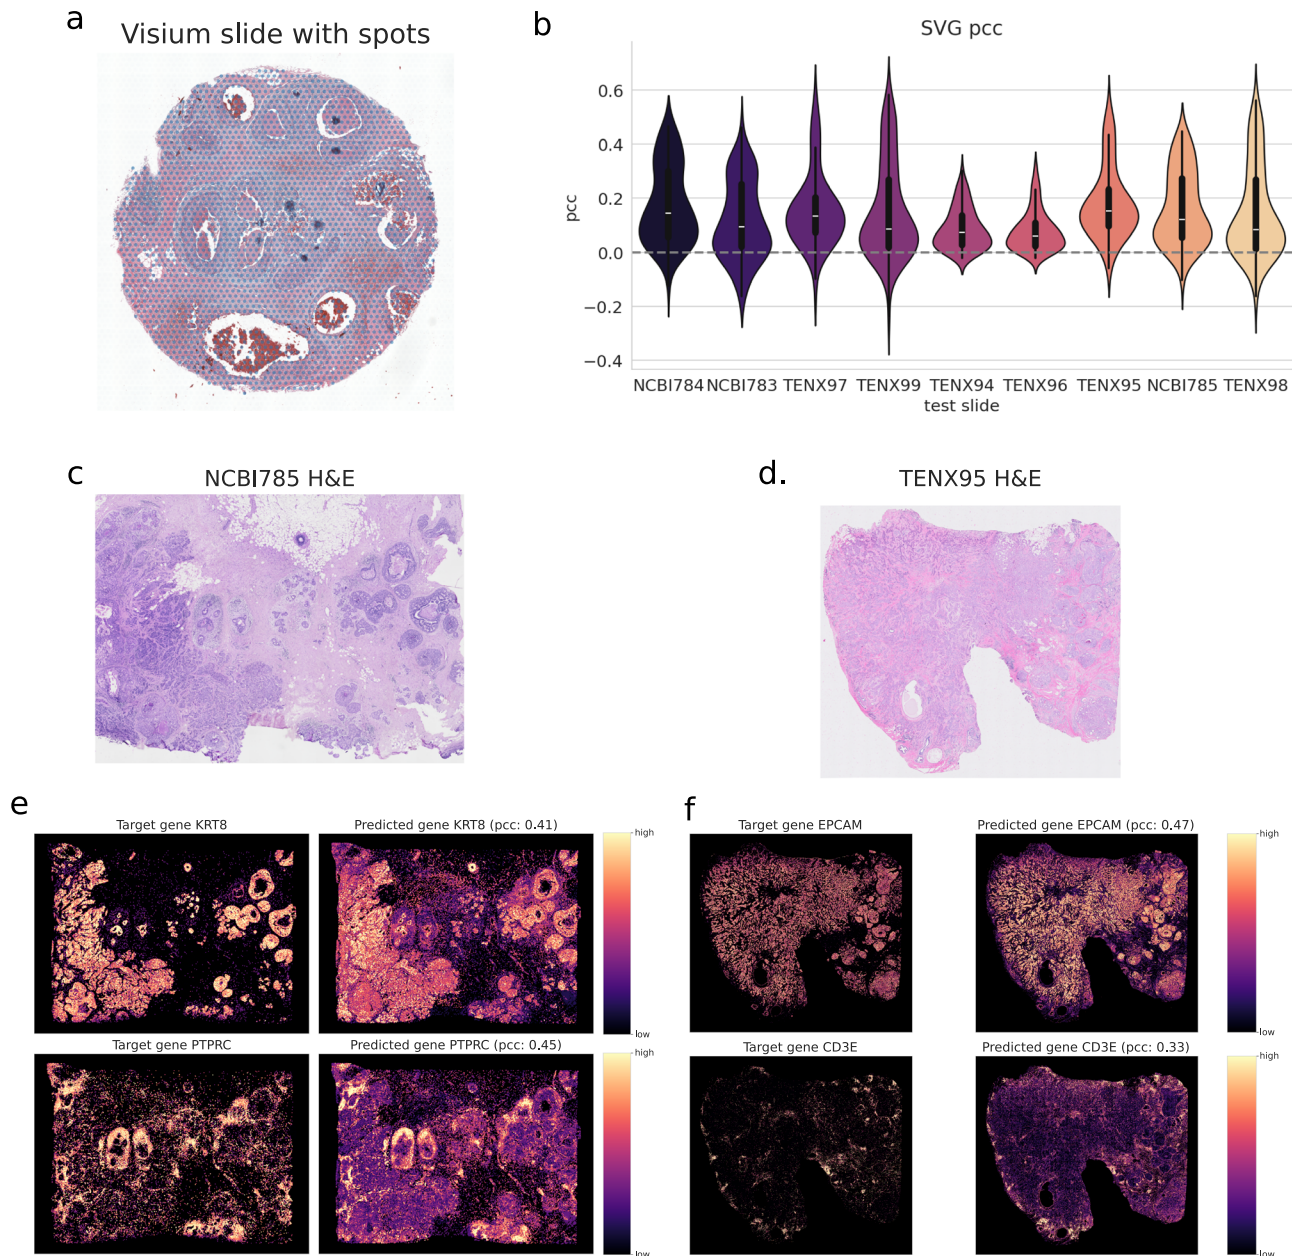 a
Visium slide with spots
b
SVG pcc
pcc
0.6
0.4
0.2
0.0
−0.2
−0.4
NCBI784 NCBI783 TENX97 TENX99 TENX94 TENX96 TENX95 NCBI785 TENX98
test slide
c
NCBI785 H&E
d.
TENX95 H&E
e
Target gene KRT8
Predicted gene KRT8 (pcc: 0.41)
high
low
Target gene PTPRC
Predicted gene PTPRC (pcc: 0.45)
high
low
f
Target gene EPCAM
Predicted gene EPCAM (pcc: 0.47)
high
low
Target gene CD3E
Predicted gene CD3E (pcc: 0.33)
high
low